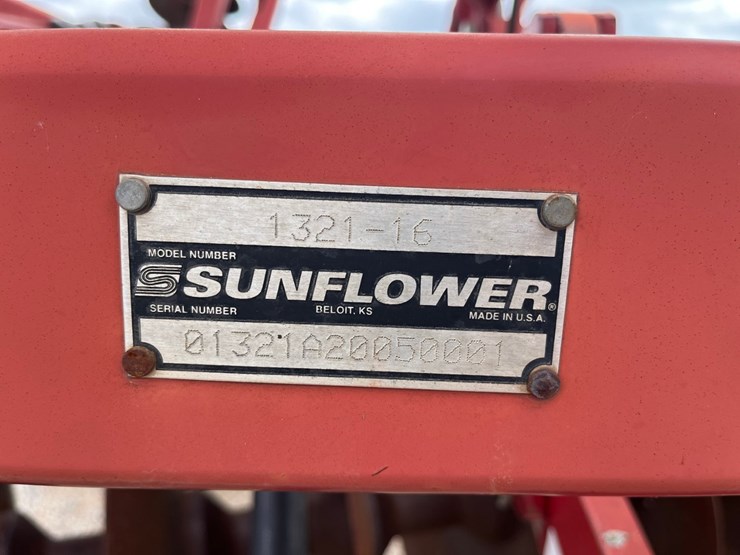 1321-16
MODEL NUMBER
SUNFLOWER®
SERIAL NUMBER BELOIT, KS MADE IN U.S.A.
01321A20050001